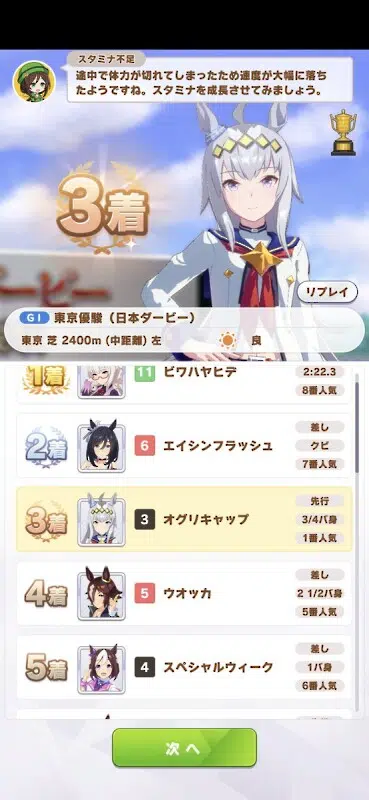 スタミナ不足
途中で体力が切れてしまったため速度が大幅に落ち
たようですね。スタミナを成長させてみましょう。
3着
リプレイ
ダービー
GI 東京優駿（日本ダービー）
東京 芝 2400m (中距離) 左 良
1着 11 ビワハヤヒデ 2:22.3
8番人気
差し
2着 6 エイシンフラッシュ クビ
7番人気
先行
3着 3 オグリキャップ 3/4バ身
1番人気
差し
4着 5 ウオッカ 2 1/2バ身
5番人気
差し
5着 4 スペシャルウィーク 1バ身
6番人気
次へ